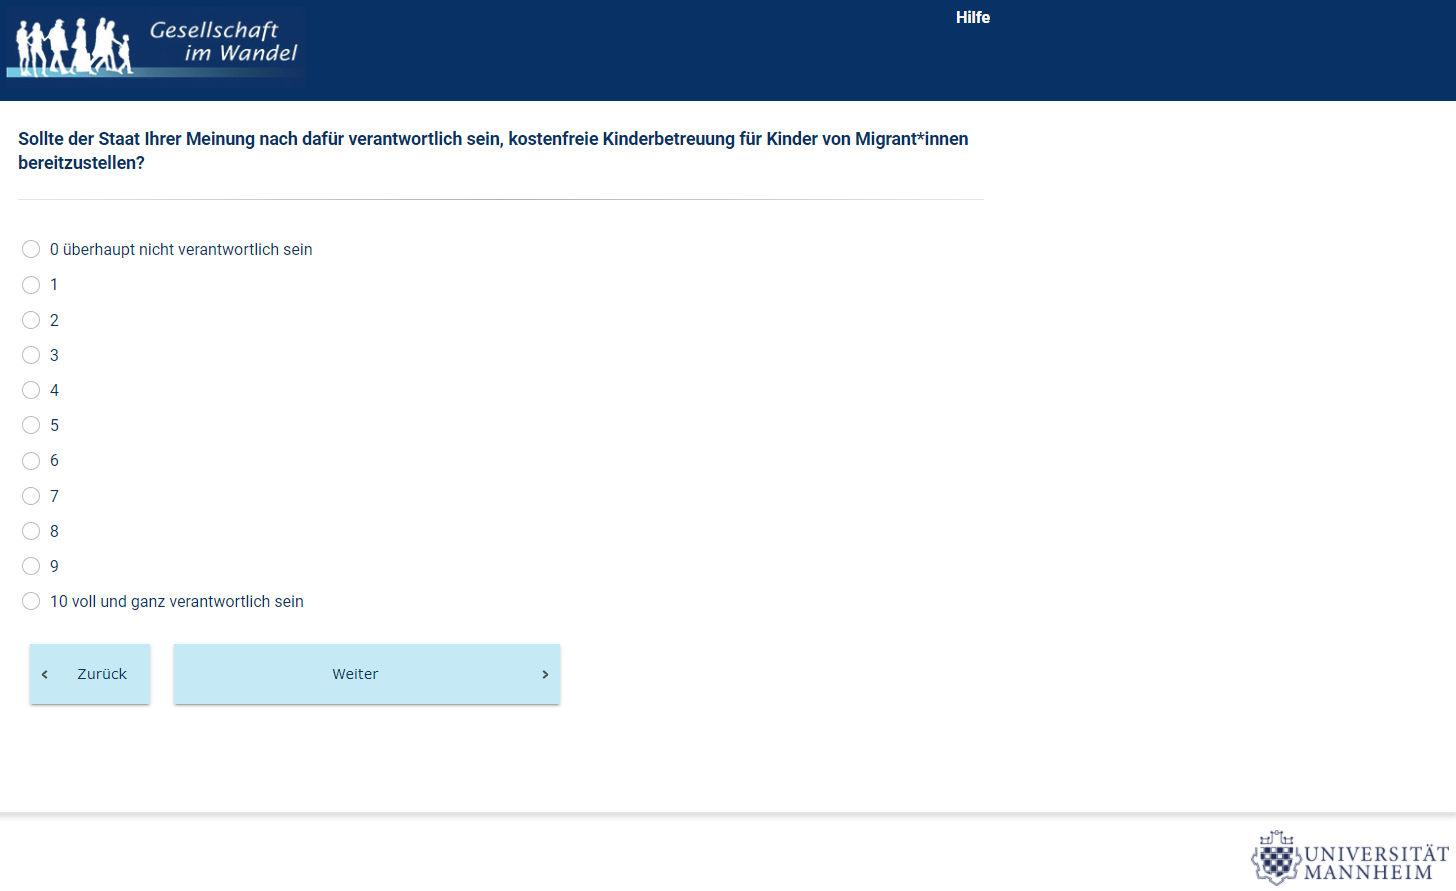 Gesellschaft
im Wandel
Hilfe
Sollte der Staat Ihrer Meinung nach dafür verantwortlich sein, kostenfreie Kinderbetreuung für Kinder von Migrant*innen
bereitzustellen?
0 überhaupt nicht verantwortlich sein
1
2
3
4
5
6
7
8
9
10 voll und ganz verantwortlich sein
‹ Zurück
Weiter ›
UNIVERSITÄT
MANNHEIM